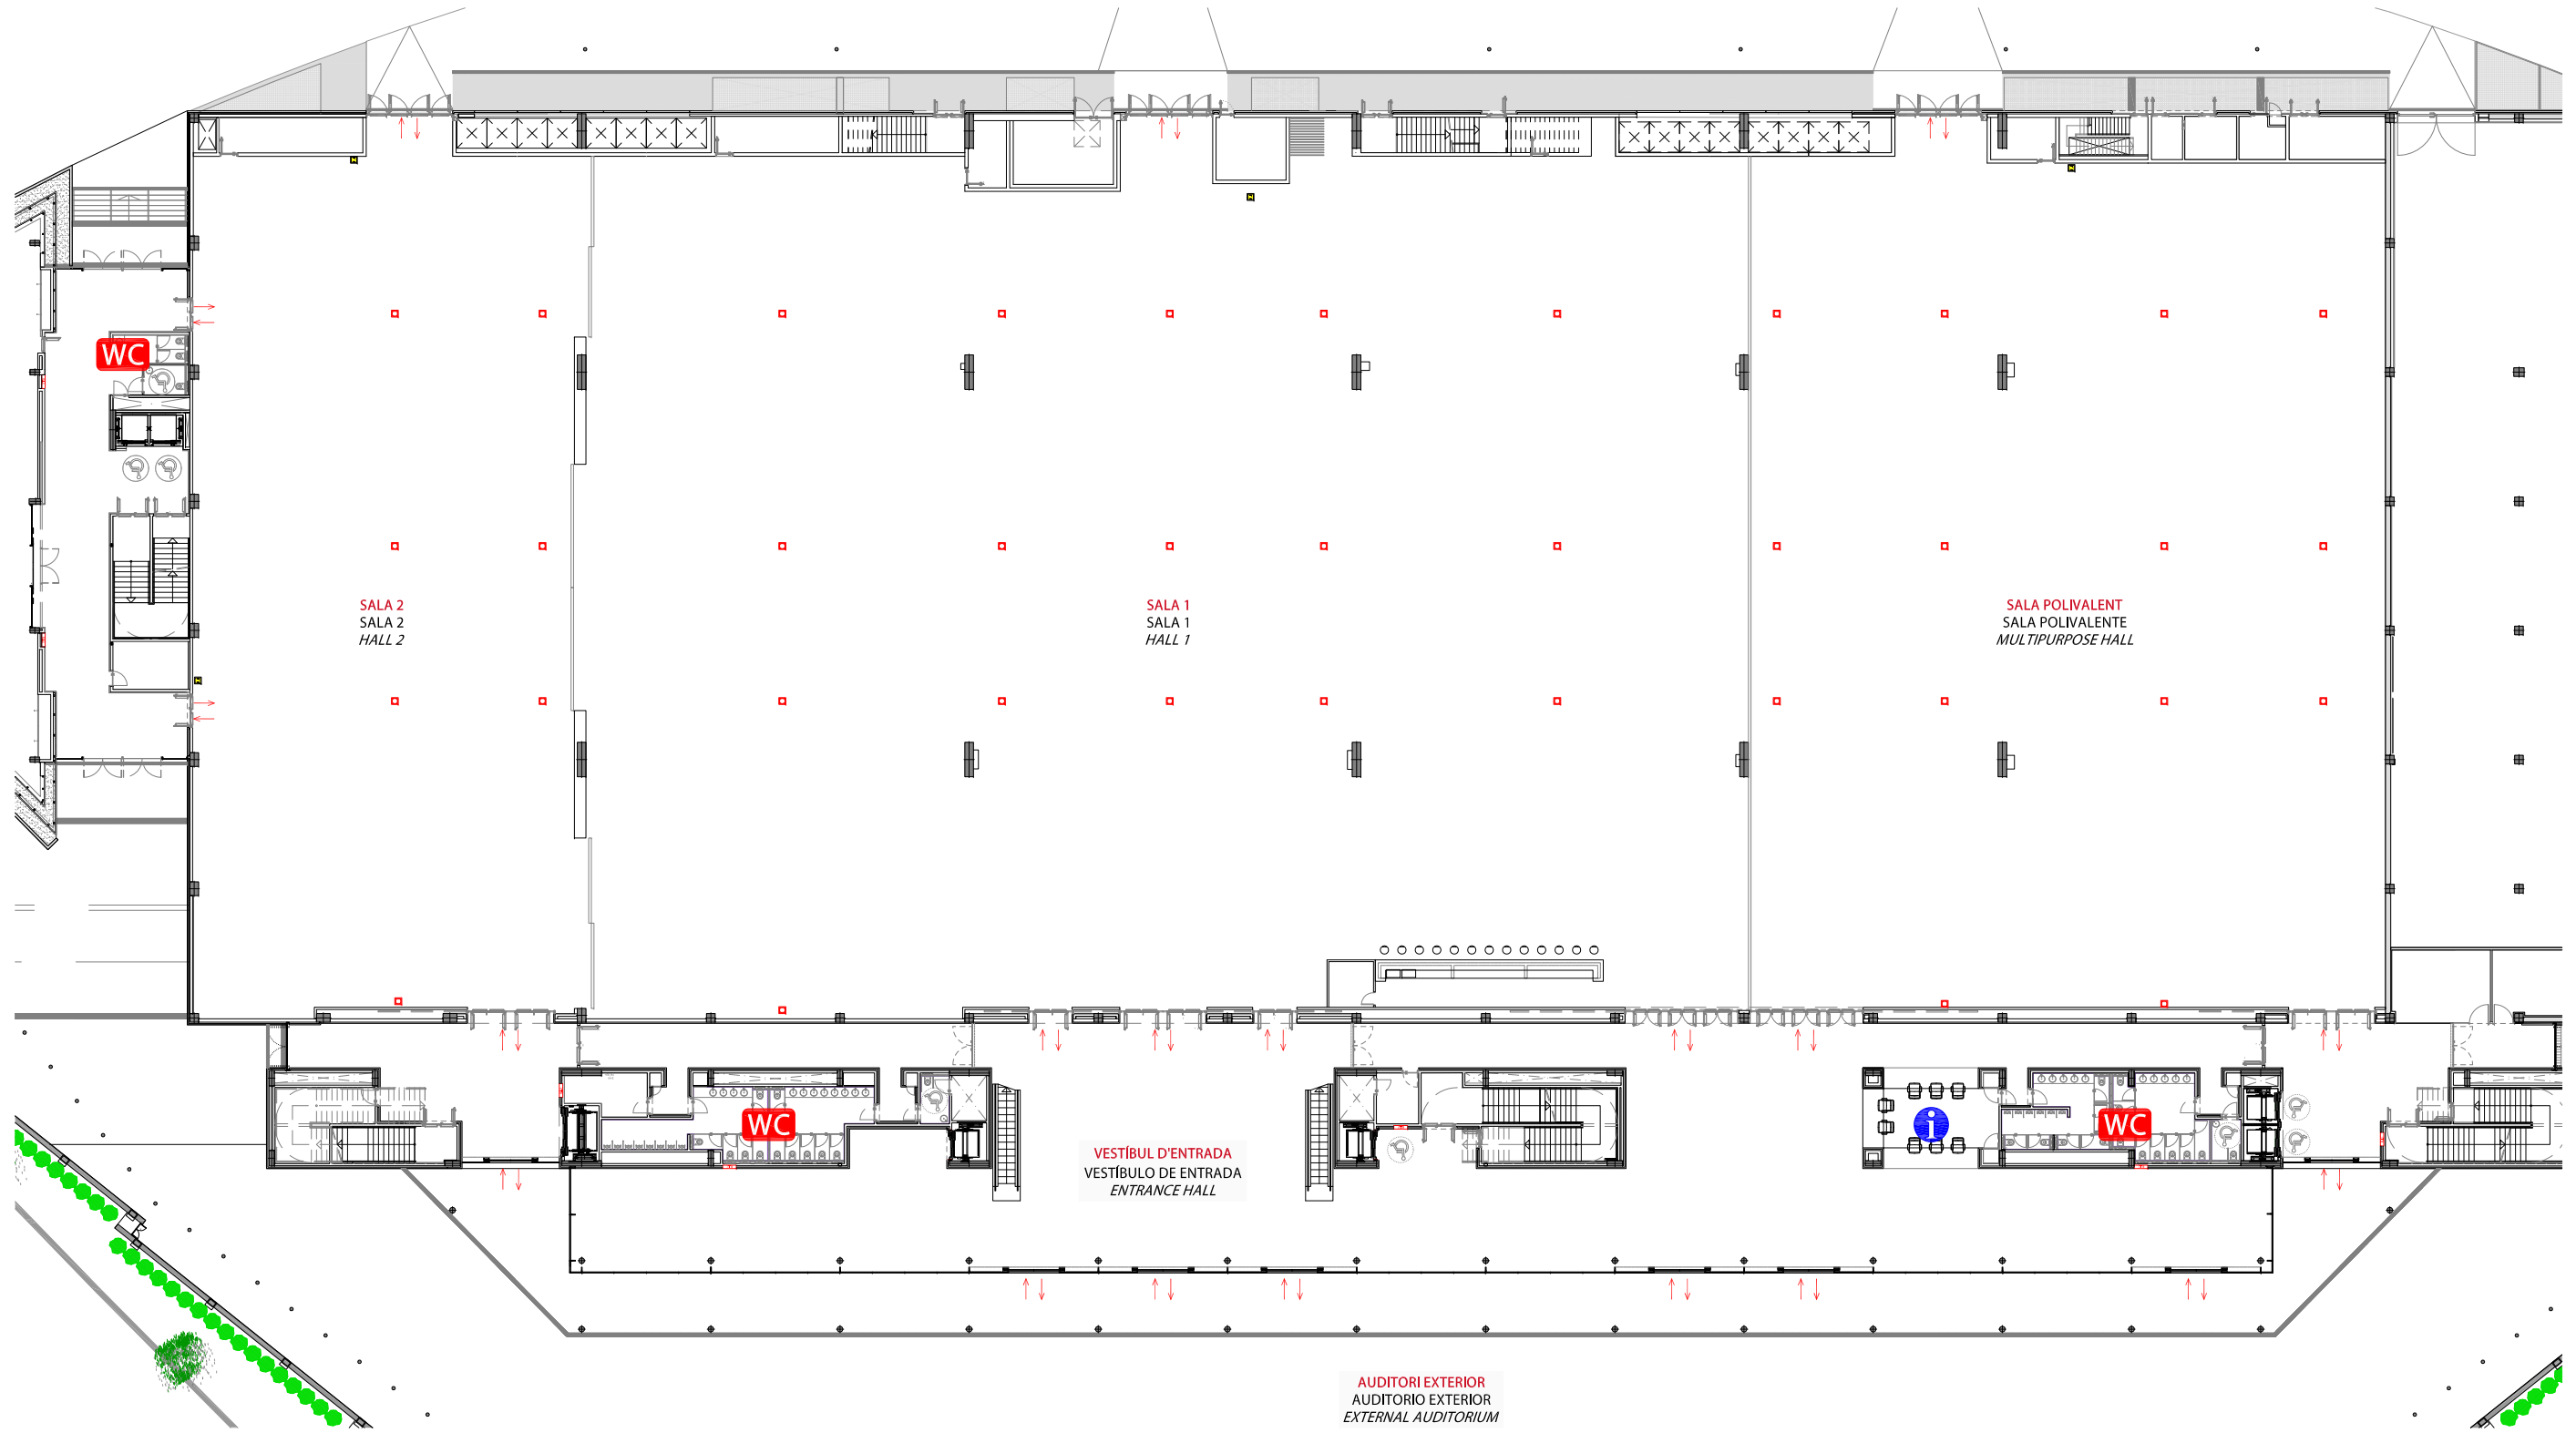 WC
SALA 2
SALA 2
HALL 2
SALA 1
SALA 1
HALL 1
SALA POLIVALENT
SALA POLIVALENTE
MULTIPURPOSE HALL
WC
i
WC
VESTÍBUL D'ENTRADA
VESTÍBULO DE ENTRADA
ENTRANCE HALL
AUDITORI EXTERIOR
AUDITORIO EXTERIOR
EXTERNAL AUDITORIUM